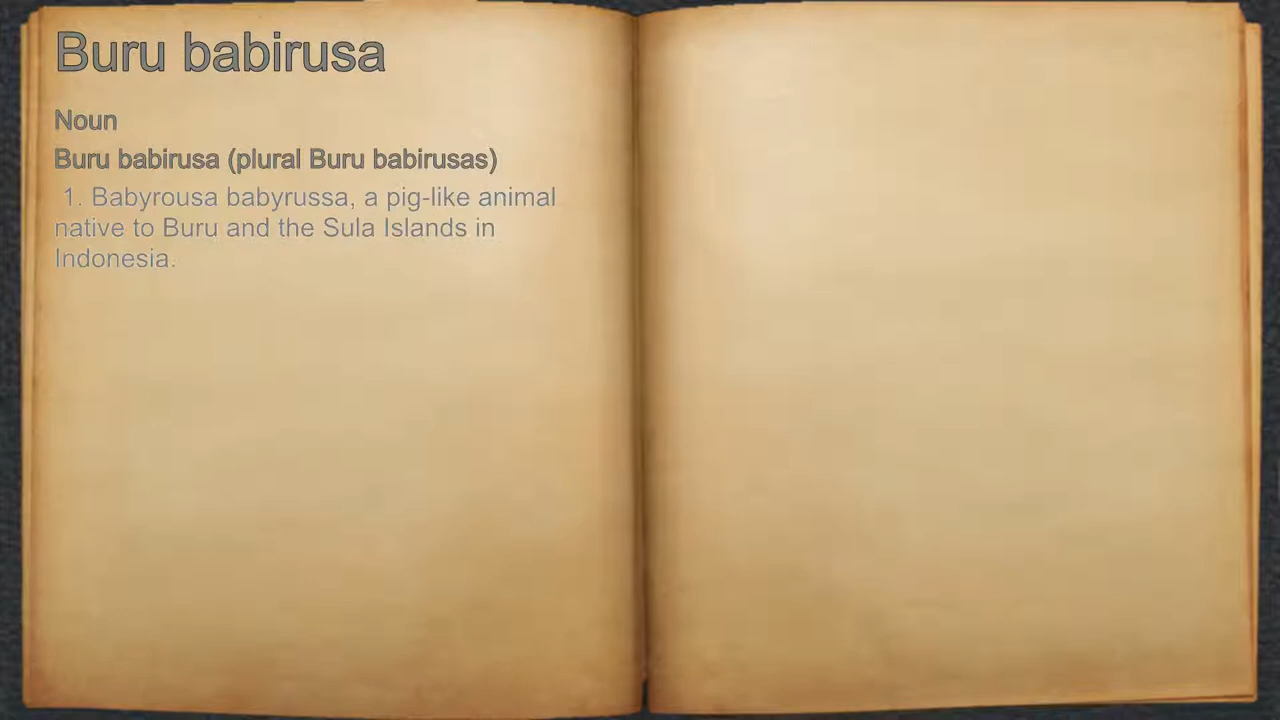 Buru babirusa
Noun
Buru babirusa (plural Buru babirusas)
1. Babyrousa babyrussa, a pig-like animal
native to Buru and the Sula Islands in
Indonesia.